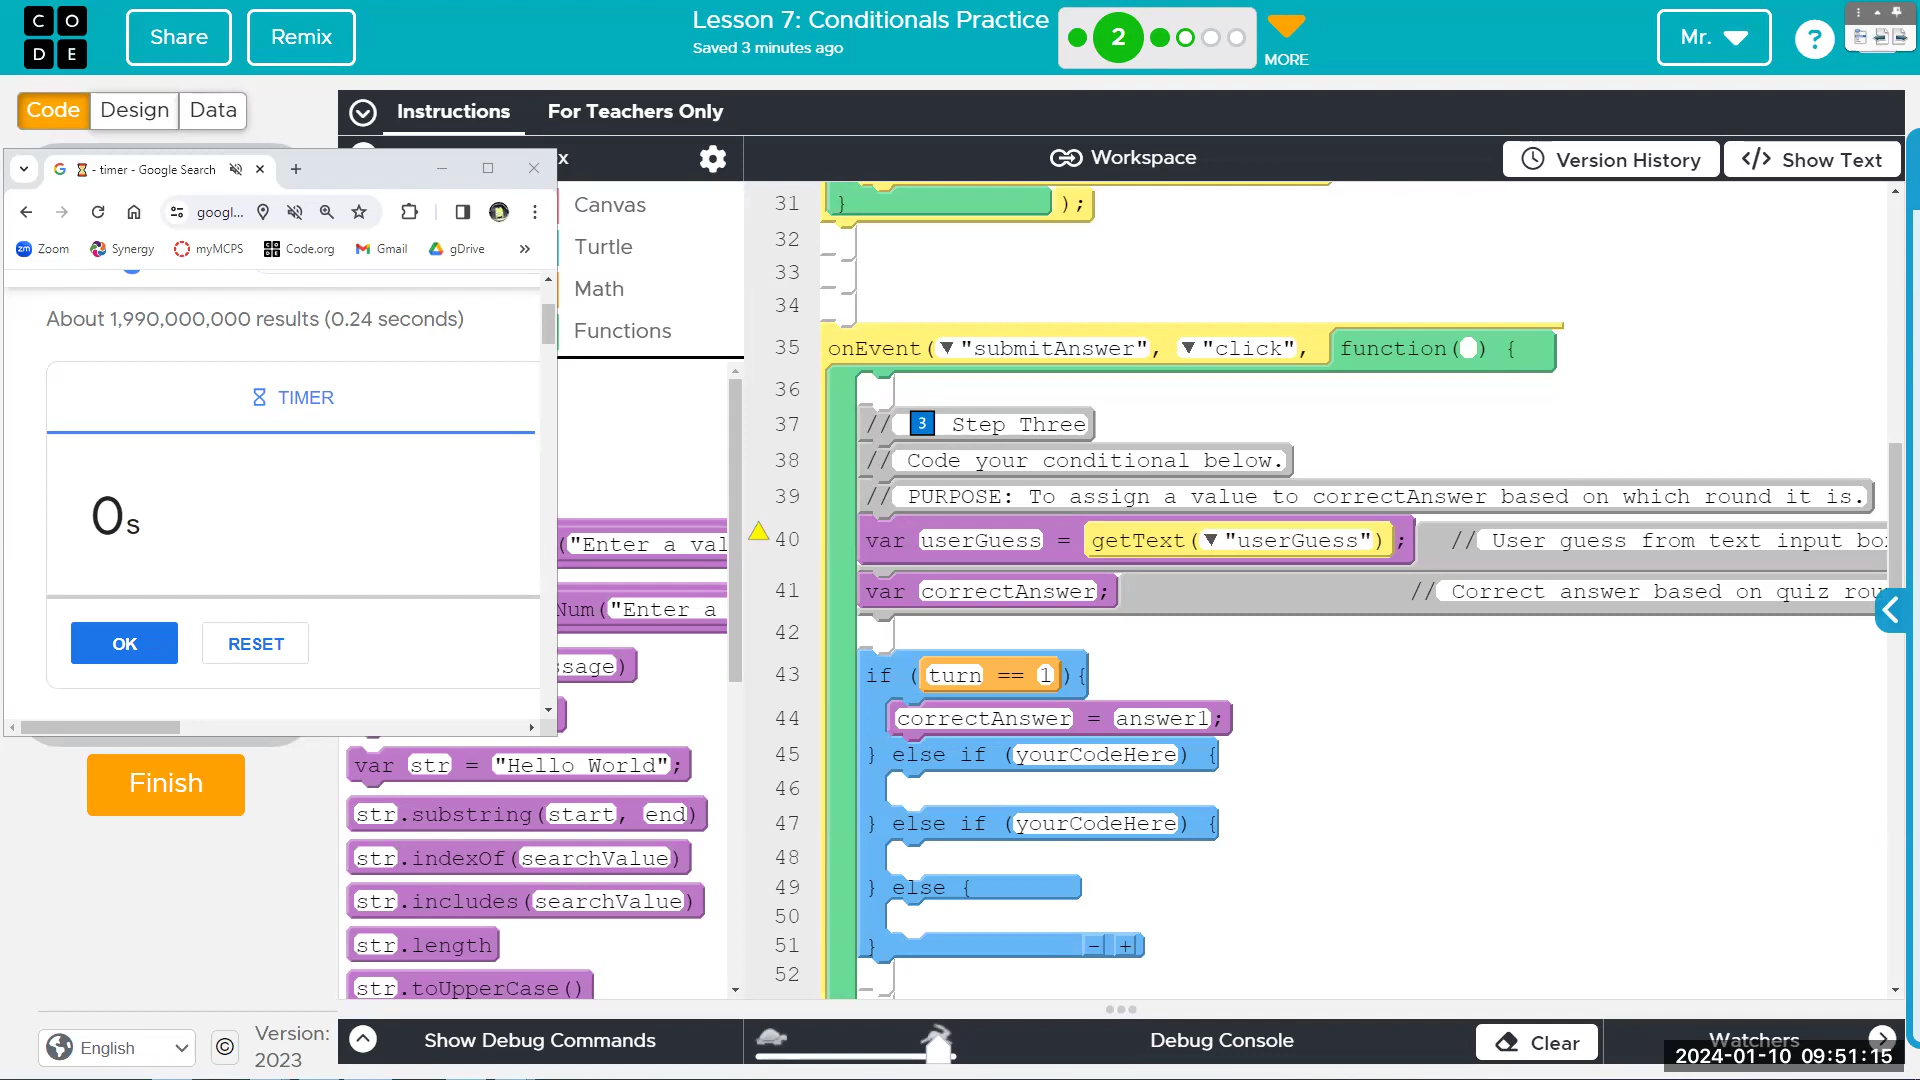 C O
D E
Share
Remix
Lesson 7: Conditionals Practice
Saved 3 minutes ago
2
MORE
Mr.
?
Code
Design
Data
Instructions
For Teachers Only
x
Workspace
Version History
</> Show Text
- timer - Google Search
googl...
Zoom
Synergy
myMCPS
Code.org
Gmail
gDrive
»
About 1,990,000,000 results (0.24 seconds)
TIMER
0s
OK
RESET
Canvas
Turtle
Math
Functions
("Enter a val
Num("Enter a
ssage)
var str = "Hello World";
str.substring(start, end)
str.indexOf(searchValue)
str.includes(searchValue)
str.length
str.toUpperCase()
Finish
31 } );
32
33
34
35 onEvent(▼"submitAnswer", ▼"click", function() {
36
37 // 3 Step Three
38 // Code your conditional below.
39 // PURPOSE: To assign a value to correctAnswer based on which round it is.
40 var userGuess = getText(▼"userGuess"); // User guess from text input bo
41 var correctAnswer; // Correct answer based on quiz rou
42
43 if (turn == 1){
44 correctAnswer = answer1;
45 } else if (yourCodeHere) {
46
47 } else if (yourCodeHere) {
48
49 } else {
50
51 } - +
52
English
©
Version:
2023
Show Debug Commands
Debug Console
Clear
Watchers
2024-01-10 09:51:15